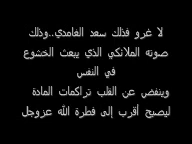 لا غرو فذلك سعد الغامدي..وذلك
صوته الملائكي الذي يبعث الخشوع
في النفس
وينفض عن القلب تراكمات المادة
ليصبح أقرب إلى فطرة الله عزوجل